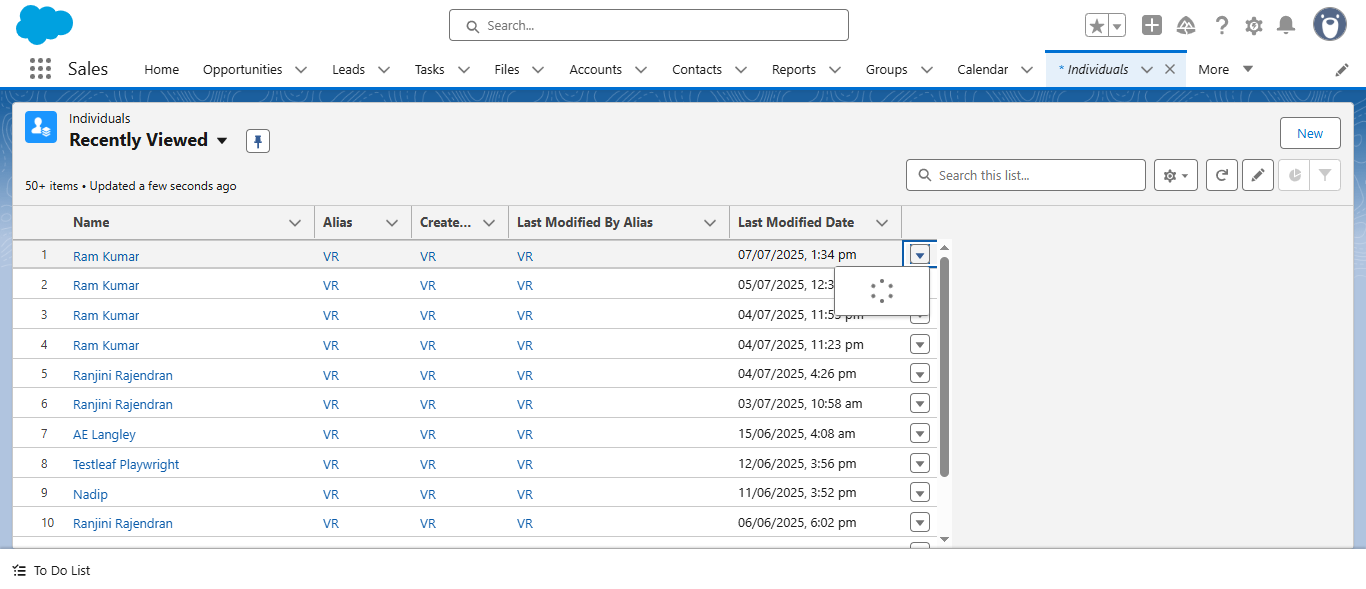 Search...
Sales
Home
Opportunities
Leads
Tasks
Files
Accounts
Contacts
Reports
Groups
Calendar
* Individuals
More
Individuals
Recently Viewed
New
50+ items • Updated a few seconds ago
Search this list...
Name Alias Create... Last Modified By Alias Last Modified Date
1 Ram Kumar VR VR VR 07/07/2025, 1:34 pm
2 Ram Kumar VR VR VR 05/07/2025, 12:3
3 Ram Kumar VR VR VR 04/07/2025, 11:53 pm
4 Ram Kumar VR VR VR 04/07/2025, 11:23 pm
5 Ranjini Rajendran VR VR VR 04/07/2025, 4:26 pm
6 Ranjini Rajendran VR VR VR 03/07/2025, 10:58 am
7 AE Langley VR VR VR 15/06/2025, 4:08 am
8 Testleaf Playwright VR VR VR 12/06/2025, 3:56 pm
9 Nadip VR VR VR 11/06/2025, 3:52 pm
10 Ranjini Rajendran VR VR VR 06/06/2025, 6:02 pm
To Do List